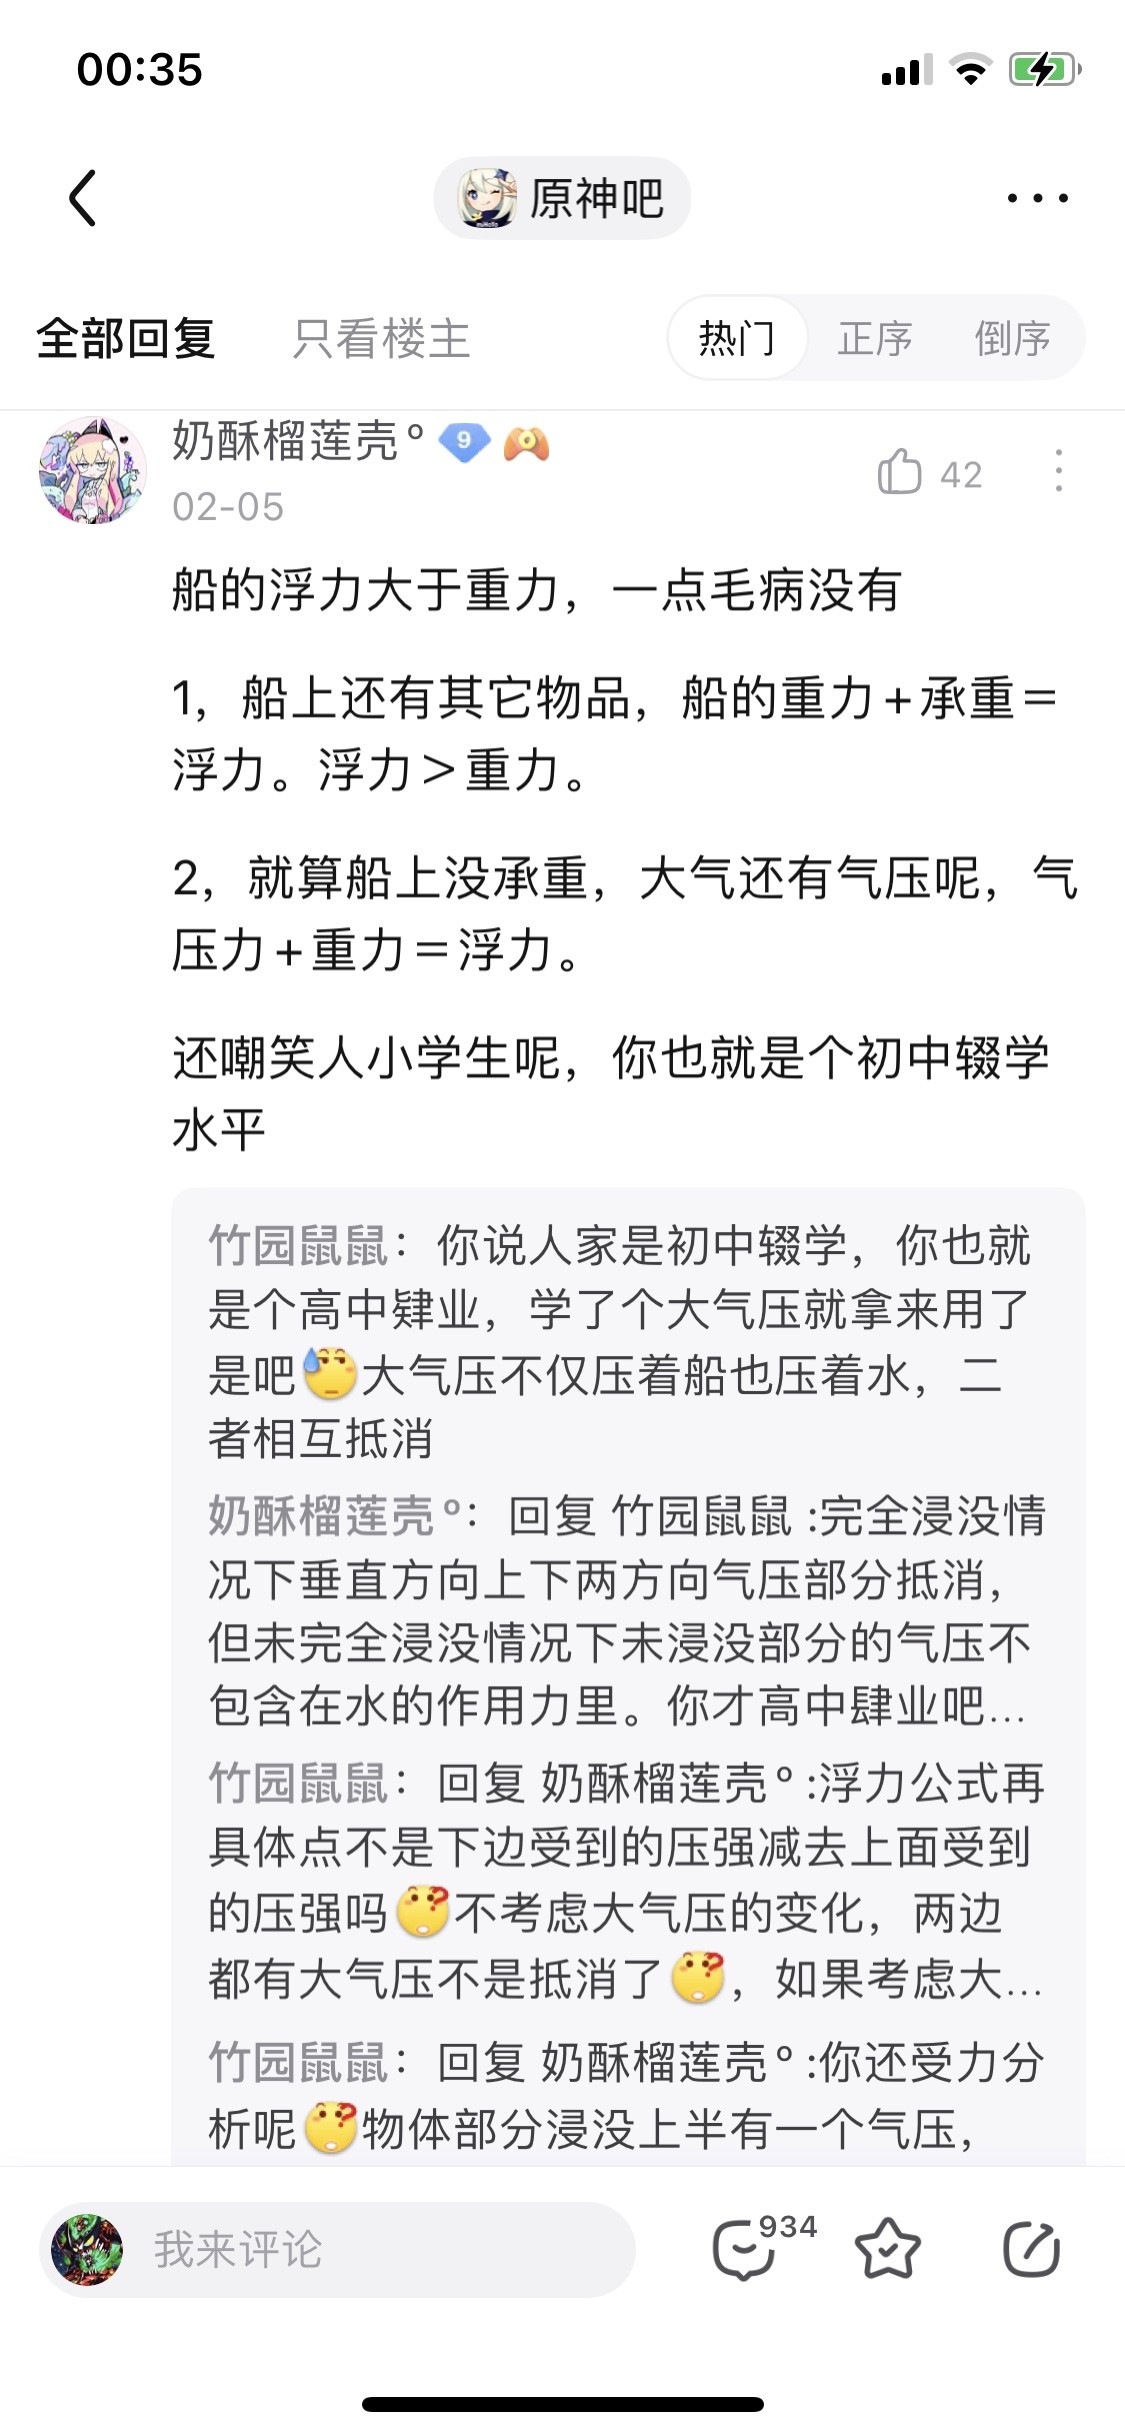 00:35
原神吧
全部回复 只看楼主 热门 正序 倒序
奶酥榴莲壳° 9
02-05
42
船的浮力大于重力，一点毛病没有
1，船上还有其它物品，船的重力+承重=
浮力。浮力>重力。
2，就算船上没承重，大气还有气压呢，气
压力+重力=浮力。
还嘲笑人小学生呢，你也就是个初中辍学
水平
竹园鼠鼠：你说人家是初中辍学，你也就
是个高中肄业，学了个大气压就拿来用了
是吧大气压不仅压着船也压着水，二
者相互抵消
奶酥榴莲壳°：回复 竹园鼠鼠 :完全浸没情
况下垂直方向上下两方向气压部分抵消，
但未完全浸没情况下未浸没部分的气压不
包含在水的作用力里。你才高中肆业吧...
竹园鼠鼠：回复 奶酥榴莲壳° :浮力公式再
具体点不是下边受到的压强减去上面受到
的压强吗不考虑大气压的变化，两边
都有大气压不是抵消了，如果考虑大...
竹园鼠鼠：回复 奶酥榴莲壳° :你还受力分
析呢物体部分浸没上半有一个气压，
我来评论
934